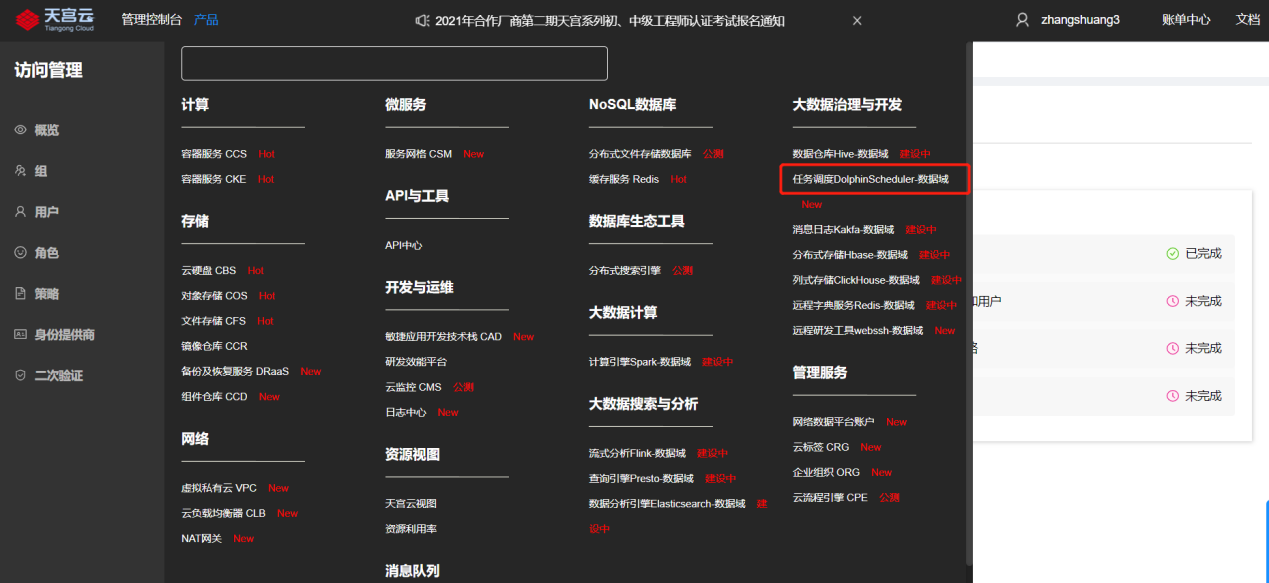 天宫云
Tiangong Cloud
管理控制台 产品
2021年合作厂商第二期天宫系列初、中级工程师认证考试报名通知
zhangshuang3 账单中心 文档
访问管理
概览
组
用户
角色
策略
身份提供商
二次验证
计算
容器服务 CCS Hot
容器服务 CKE Hot
存储
云硬盘 CBS Hot
对象存储 COS Hot
文件存储 CFS Hot
镜像仓库 CCR
备份及恢复服务 DRaaS New
组件仓库 CCD New
网络
虚拟私有云 VPC New
云负载均衡器 CLB New
NAT网关 New
微服务
服务网格 CSM New
API与工具
API中心
开发与运维
敏捷应用开发技术栈 CAD New
研发效能平台
云监控 CMS 公测
日志中心 New
资源视图
天宫云视图
资源利用率
消息队列
NoSQL数据库
分布式文件存储数据库 公测
缓存服务 Redis Hot
数据库生态工具
分布式搜索引擎 公测
大数据计算
计算引擎Spark-数据域 建设中
大数据搜索与分析
流式分析Flink-数据域 建设中
查询引擎Presto-数据域 建设中
数据分析引擎Elasticsearch-数据域 建
设中
大数据治理与开发
数据仓库Hive-数据域 建设中
任务调度DolphinScheduler-数据域
New
消息日志Kakfa-数据域 建设中
分布式存储Hbase-数据域 建设中
列式存储ClickHouse-数据域 建设中
远程字典服务Redis-数据域 建设中
远程研发工具webssh-数据域 New
管理服务
网络数据平台账户 New
云标签 CRG New
企业组织 ORG New
云流程引擎 CPE 公测
已完成
用户 未完成
未完成
未完成